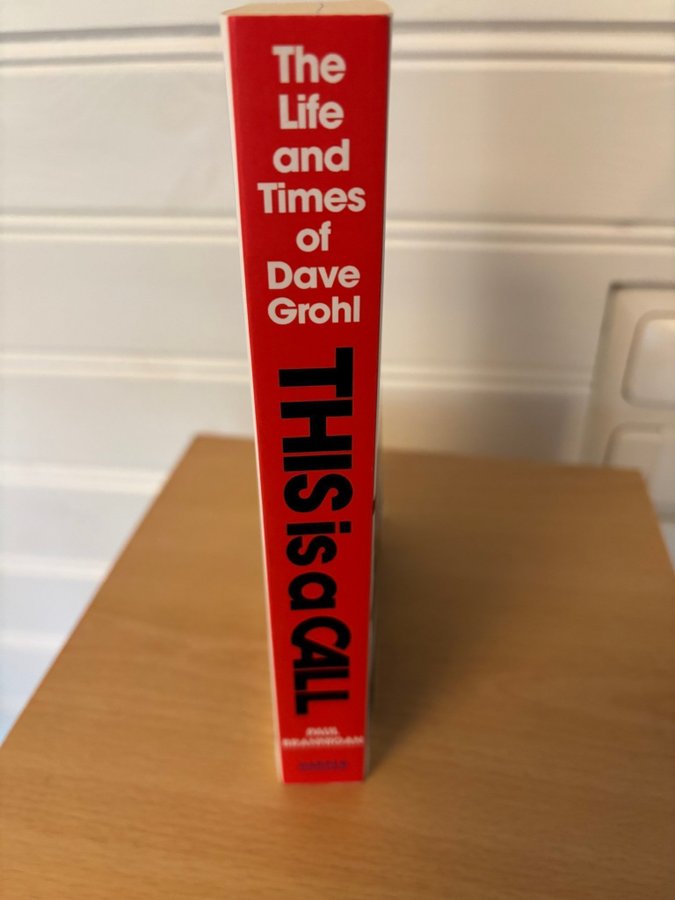 The
Life
and
Times
of
Dave
Grohl
THIS is a CALL
PAUL
BRANNIGAN